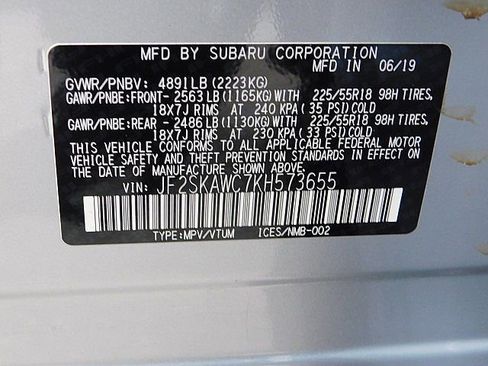 MFD BY SUBARU CORPORATION
MFD IN 06/19
GVWR/PNBV: 4891LB(2223KG)
GAWR/PNBE:FRONT-2563LB(1165KG)WITH 225/55R18 98H TIRES,
18X7J RIMS AT 240 KPA(35 PSI)COLD
GAWR/PNBE:REAR -2486LB(1130KG)WITH 225/55R18 98H TIRES,
18X7J RIMS AT 230 KPA(33 PSI)COLD
THIS VEHICLE CONFORMS TO ALL APPLICABLE FEDERAL MOTOR
VEHICLE SAFETY AND THEFT PREVENTION STANDARDS IN EFFECT ON
THE DATE OF MANUFACTURE SHOWN ABOVE.
VIN: JF2SKAWC7KH573655
TYPE:MPV/VTUM ICES/NMB-002